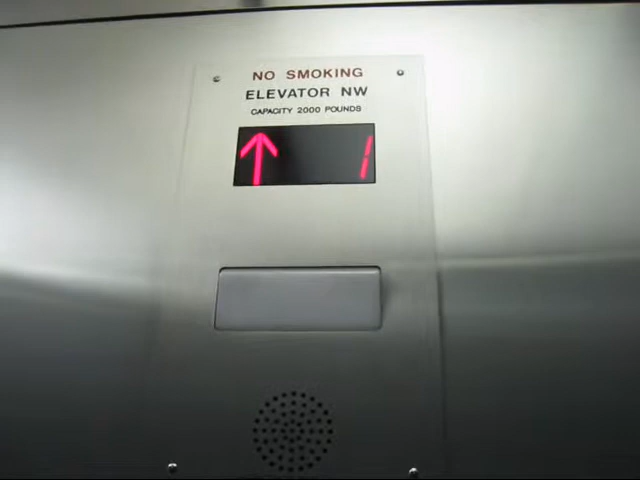 NO SMOKING
ELEVATOR NW
CAPACITY 2000 POUNDS
↑ 1